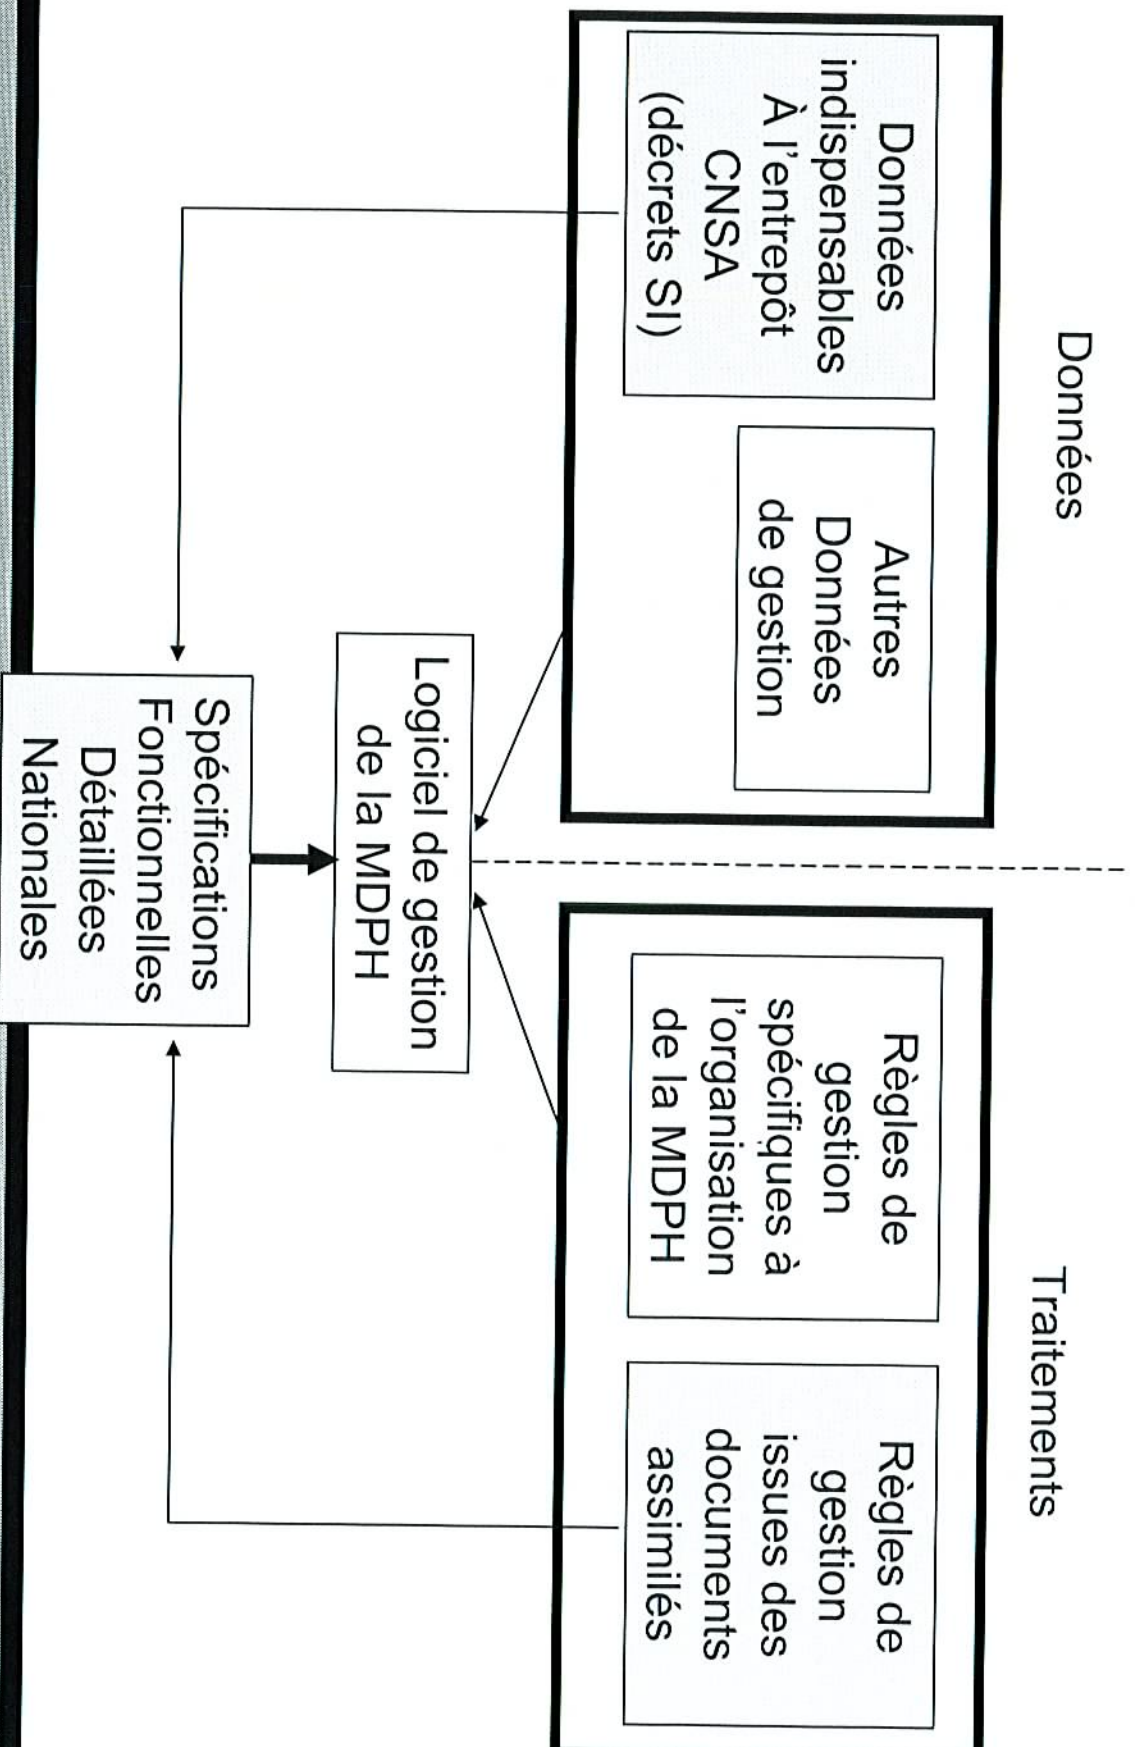 Données
Traitements
Données
indispensables
À l'entrepôt
CNSA
(décrets SI)
Autres
Données
de gestion
Règles de
gestion
spécifiques à
l'organisation
de la MDPH
Règles de
gestion
issues des
documents
assimilés
Logiciel de gestion
de la MDPH
Spécifications
Fonctionnelles
Détaillées
Nationales